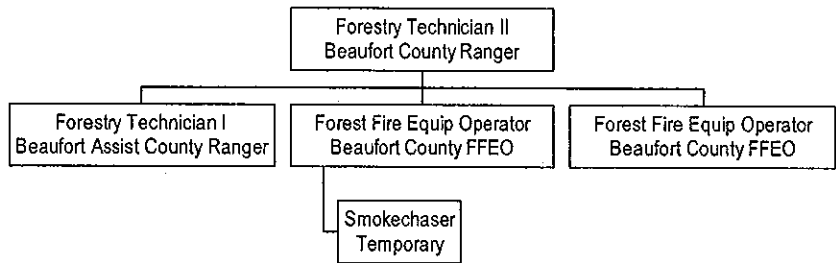 Forestry Technician II
Beaufort County Ranger
Forestry Technician I
Beaufort Assist County Ranger
Forest Fire Equip Operator
Beaufort County FFEO
Forest Fire Equip Operator
Beaufort County FFEO
Smokechaser
Temporary